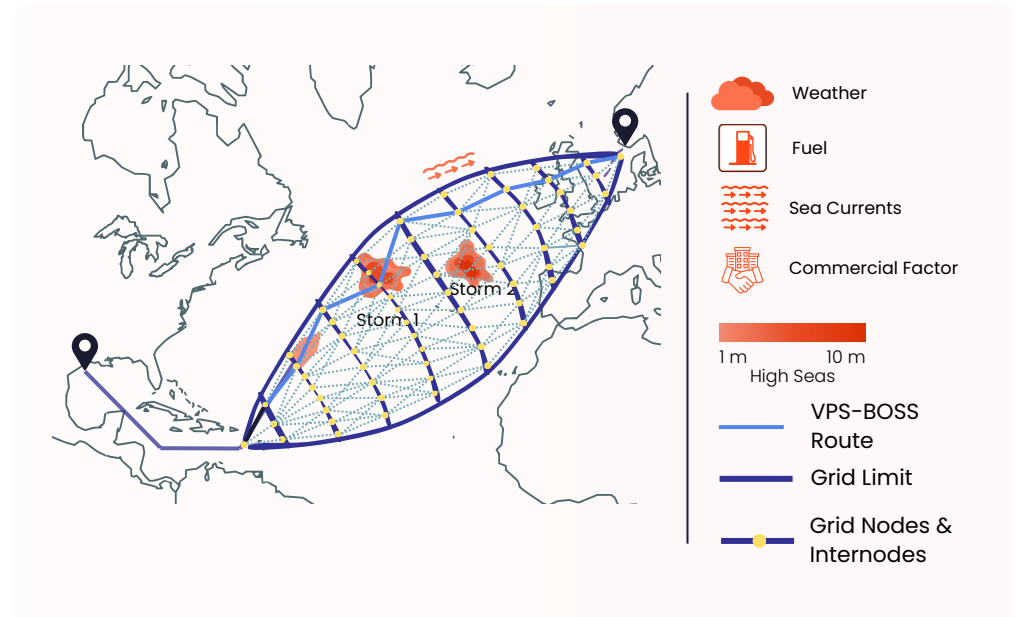 Storm 1
Storm 2
Weather
Fuel
Sea Currents
Commercial Factor
1 m 10 m
High Seas
VPS-BOSS
Route
Grid Limit
Grid Nodes &
Internodes